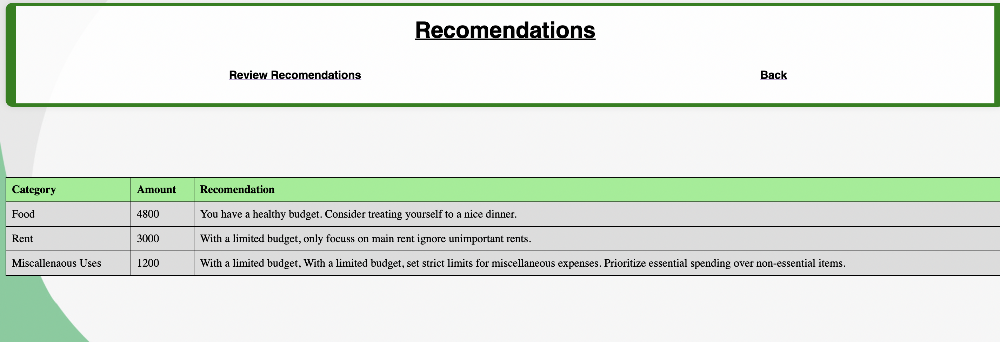 Recomendations
Review Recomendations Back
Category Amount Recomendation
Food 4800 You have a healthy budget. Consider treating yourself to a nice dinner.
Rent 3000 With a limited budget, only focuss on main rent ignore unimportant rents.
Miscallenaous Uses 1200 With a limited budget, With a limited budget, set strict limits for miscellaneous expenses. Prioritize essential spending over non-essential items.